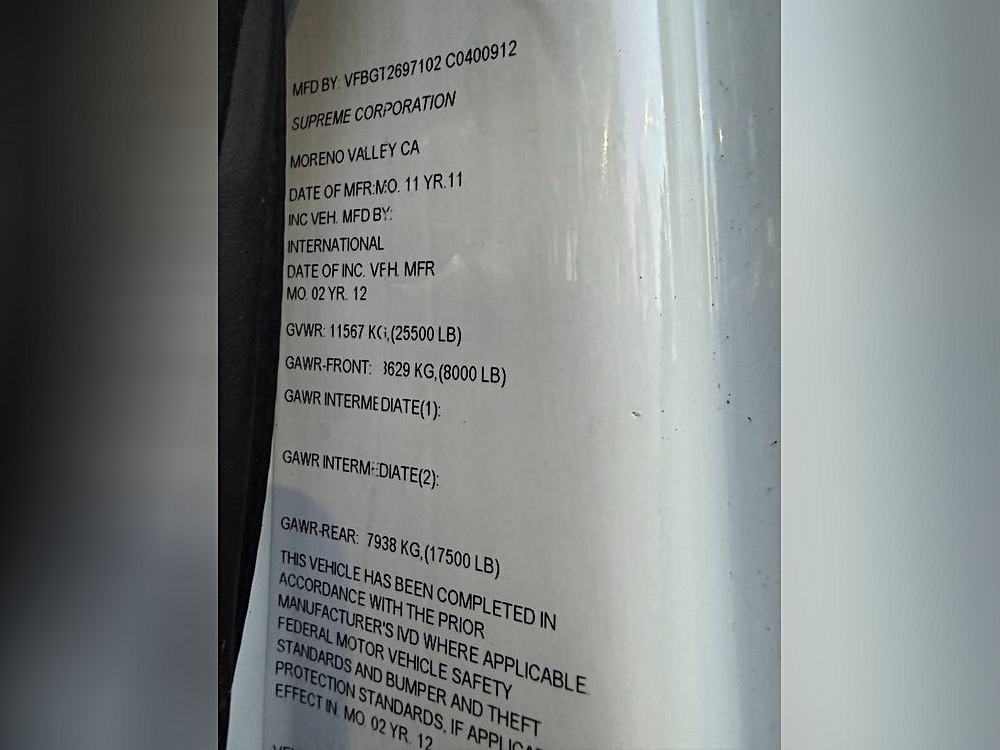 MFD BY: VFBGT2697102 C0400912
SUPREME CORPORATION
MORENO VALLEY CA
DATE OF MFR:MO. 11 YR.11
INC VEH. MFD BY:
INTERNATIONAL
DATE OF INC. VEH. MFR
MO. 02 YR. 12
GVWR: 11567 KG,(25500 LB)
GAWR-FRONT: 3629 KG,(8000 LB)
GAWR INTERMEDIATE(1):
GAWR INTERMEDIATE(2):
GAWR-REAR: 7938 KG,(17500 LB)
THIS VEHICLE HAS BEEN COMPLETED IN
ACCORDANCE WITH THE PRIOR
MANUFACTURER'S IVD WHERE APPLICABLE.
FEDERAL MOTOR VEHICLE SAFETY
STANDARDS AND BUMPER AND THEFT
PROTECTION STANDARDS, IF
EFFECT IN: MO. 02 YR. 12